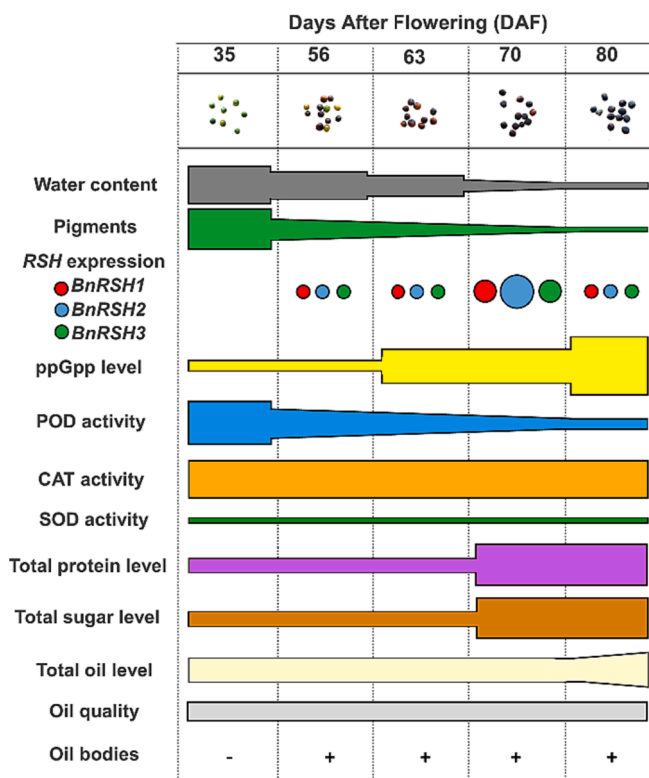 Days After Flowering (DAF)
35 56 63 70 80
Water content
Pigments
RSH expression
BnRSH1
BnRSH2
BnRSH3
ppGpp level
POD activity
CAT activity
SOD activity
Total protein level
Total sugar level
Total oil level
Oil quality
Oil bodies - + + + +